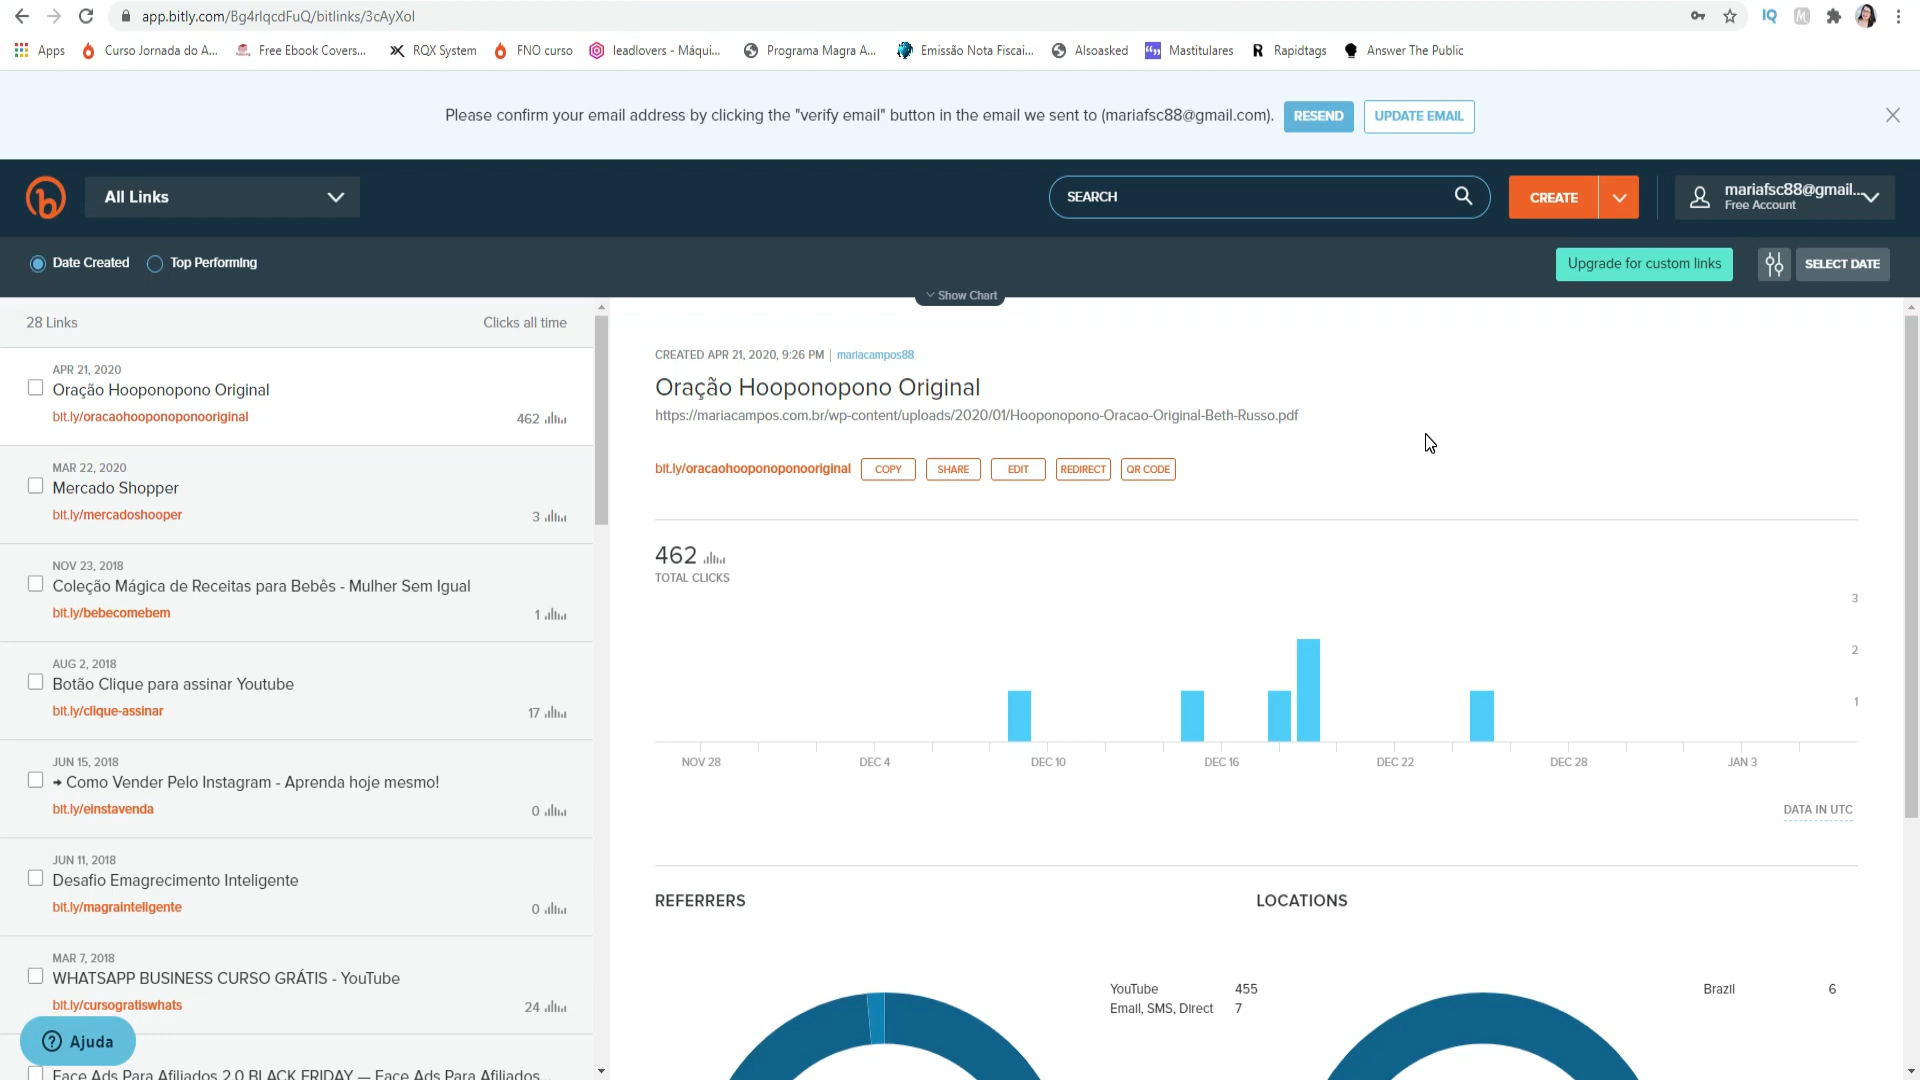 app.bitly.com/Bg4rlqcdFuQ/bitlinks/3cAyXol
Apps
Curso Jornada do A...
Free Ebook Covers...
RQX System
FNO curso
leadlovers - Máqui...
Programa Magra A...
Emissão Nota Fiscai...
Alsoasked
Mastitulares
Rapidtags
Answer The Public
Please confirm your email address by clicking the "verify email" button in the email we sent to (mariafsc88@gmail.com).
RESEND
UPDATE EMAIL
All Links
SEARCH
CREATE
mariafsc88@gmail...
Free Account
Date Created
Top Performing
Upgrade for custom links
SELECT DATE
Show Chart
28 Links
Clicks all time
APR 21, 2020
Oração Hooponopono Original
bit.ly/oracaohooponoponooriginal
462
MAR 22, 2020
Mercado Shopper
bit.ly/mercadoshooper
3
NOV 23, 2018
Coleção Mágica de Receitas para Bebês - Mulher Sem Igual
bit.ly/bebecomebem
1
AUG 2, 2018
Botão Clique para assinar Youtube
bit.ly/clique-assinar
17
JUN 15, 2018
➜ Como Vender Pelo Instagram - Aprenda hoje mesmo!
bit.ly/einstavenda
0
JUN 11, 2018
Desafio Emagrecimento Inteligente
bit.ly/magrainteligente
0
MAR 7, 2018
WHATSAPP BUSINESS CURSO GRÁTIS - YouTube
bit.ly/cursogratiswhats
24
Ajuda
Face Ads Para Afiliados 2.0 BLACK FRIDAY — Face Ads Para Afiliados...
CREATED APR 21, 2020, 9:26 PM | mariacampos88
Oração Hooponopono Original
https://mariacampos.com.br/wp-content/uploads/2020/01/Hooponopono-Oracao-Original-Beth-Russo.pdf
bit.ly/oracaohooponoponooriginal
COPY
SHARE
EDIT
REDIRECT
QR CODE
462
TOTAL CLICKS
3
2
1
NOV 28
DEC 4
DEC 10
DEC 16
DEC 22
DEC 28
JAN 3
DATA IN UTC
REFERRERS
YouTube 455
Email, SMS, Direct 7
LOCATIONS
Brazil 6